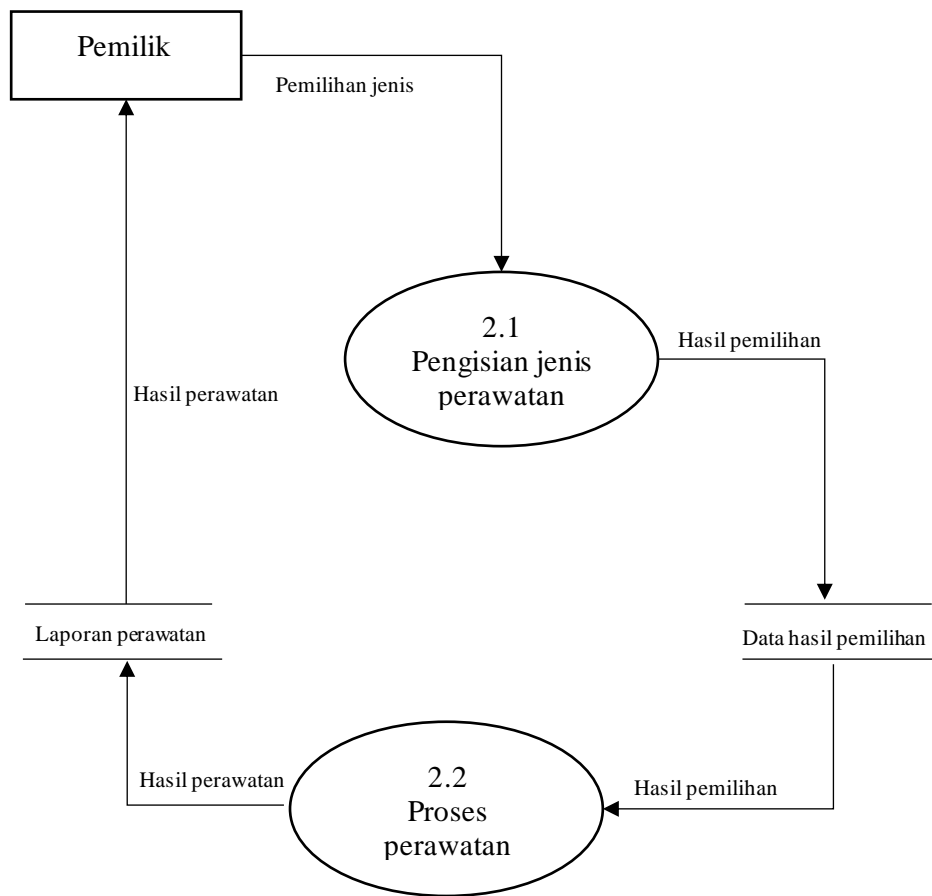 Pemilik
Pemilihan jenis
2.1
Pengisian jenis
perawatan
Hasil pemilihan
Hasil perawatan
Laporan perawatan
Data hasil pemilihan
Hasil perawatan
2.2
Proses
perawatan
Hasil pemilihan